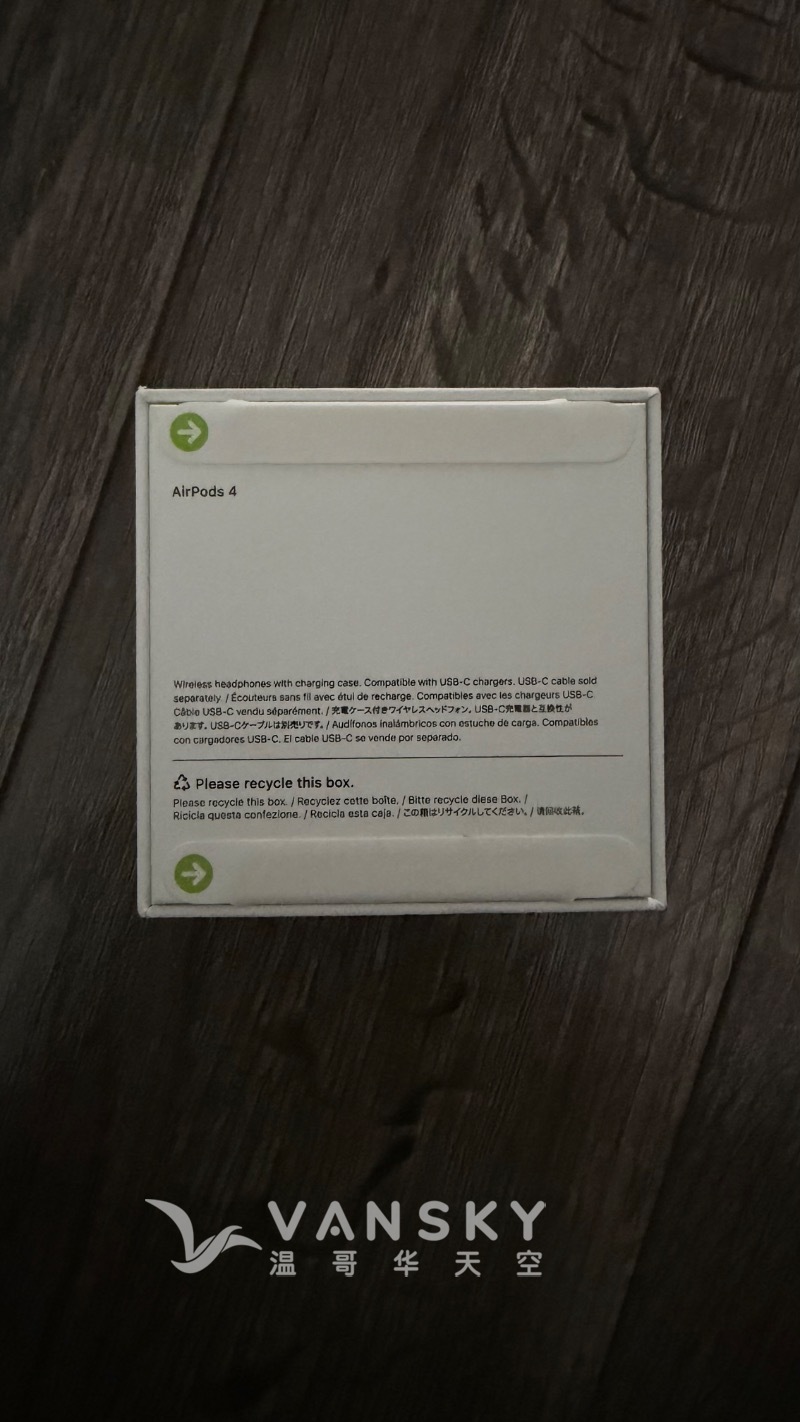 AirPods 4
Wireless headphones with charging case. Compatible with USB-C chargers. USB-C cable sold
separately. / Écouteurs sans fil avec étui de recharge. Compatibles avec les chargeurs USB-C.
Câble USB-C vendu séparément. / 充電ケース付きワイヤレスヘッドフォン。USB-C充電器と互換性が
あります。USB-Cケーブルは別売りです。/ Audífonos inalámbricos con estuche de carga. Compatibles
con cargadores USB-C. El cable USB-C se vende por separado.
Please recycle this box.
Please recycle this box. / Recyclez cette boîte. / Bitte recycle diese Box. /
Ricicla questa confezione. / Recicla esta caja. / この箱はリサイクルしてください。/ 请回收此箱。
VANSKY
温哥华天空